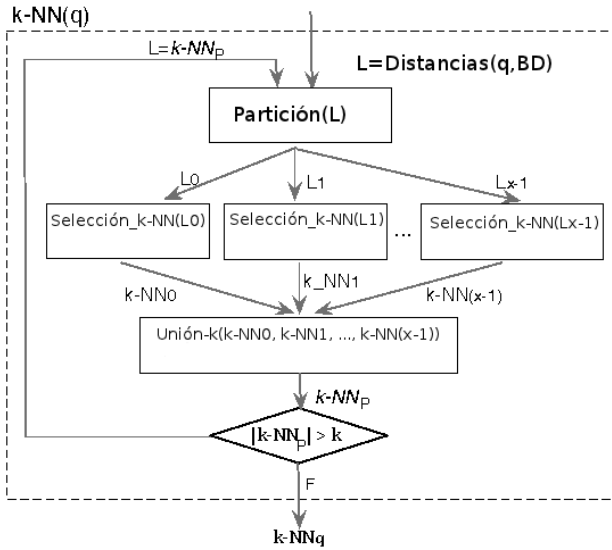 k-NN(q)
L=k-NNP
L=Distancias(q,BD)
Partición(L)
L0
L1
Lx-1
Selección_k-NN(L0)
Selección_k-NN(L1)
...
Selección_k-NN(Lx-1)
k-NN0
k_NN1
k-NN(x-1)
Unión-k(k-NN0, k-NN1, ..., k-NN(x-1))
k-NNP
|k-NNP| > k
F
k-NNq